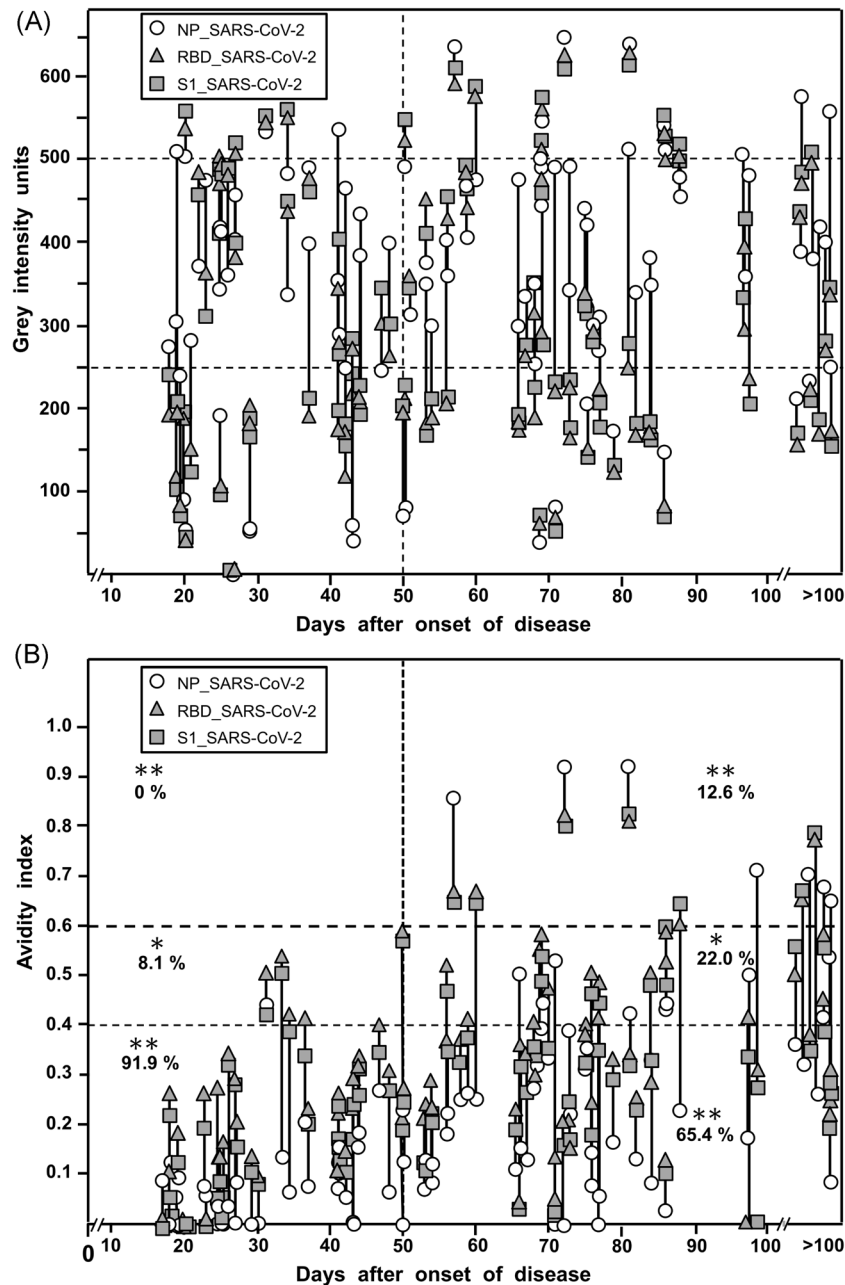 (A)
NP_SARS-CoV-2
RBD_SARS-CoV-2
S1_SARS-CoV-2
Grey intensity units
600
500
400
300
200
100
10 20 30 40 50 60 70 80 90 100 >100
Days after onset of disease
(B)
NP_SARS-CoV-2
RBD_SARS-CoV-2
S1_SARS-CoV-2
Avidity index
1.0
0.9
0.8
0.7
0.6
0.5
0.4
0.3
0.2
0.1
** 0 %
** 12.6 %
* 8.1 %
* 22.0 %
** 91.9 %
** 65.4 %
0 10 20 30 40 50 60 70 80 90 100 >100
Days after onset of disease